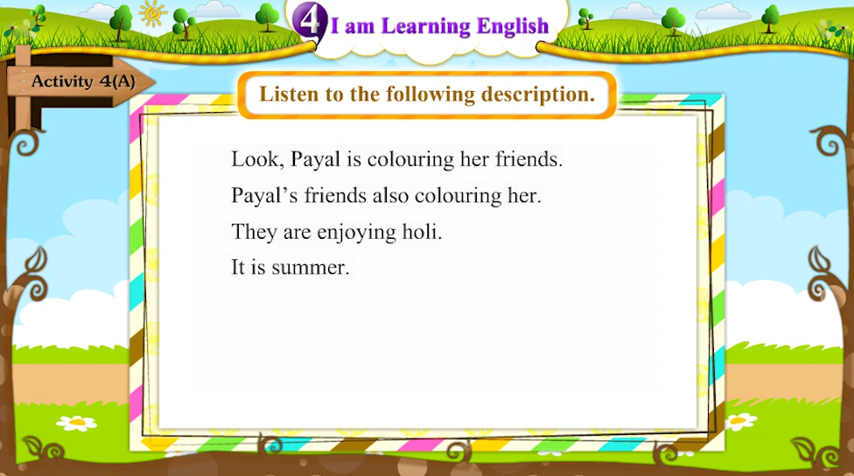 4 I am Learning English
Activity 4(A)
Listen to the following description.
Look, Payal is colouring her friends.
Payal's friends also colouring her.
They are enjoying holi.
It is summer.